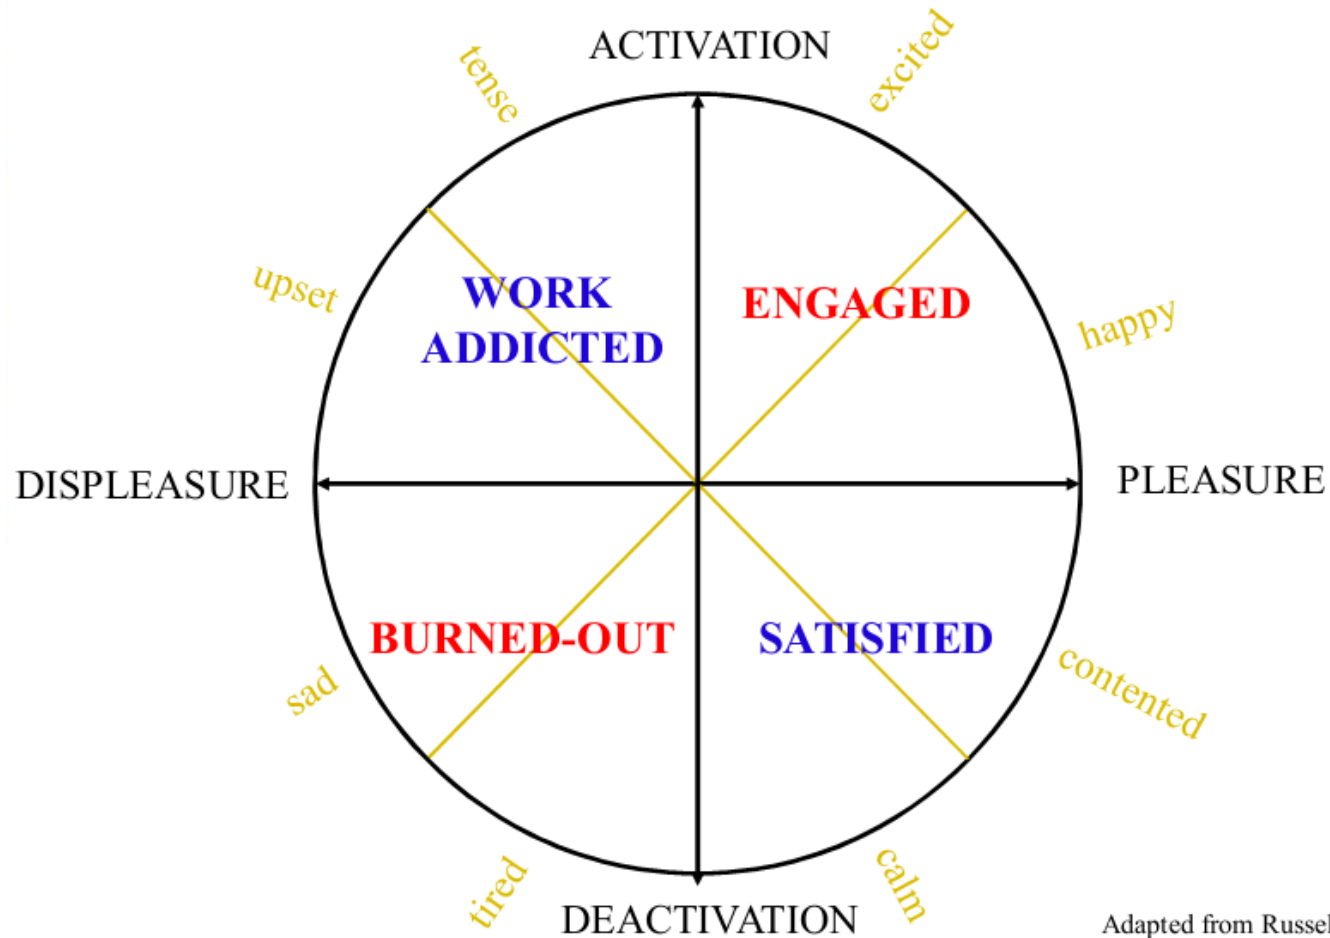 ACTIVATION
tense
excited
upset
WORK
ADDICTED
ENGAGED
happy
DISPLEASURE
PLEASURE
BURNED-OUT
SATISFIED
sad
contented
tired
calm
DEACTIVATION
Adapted from Russel